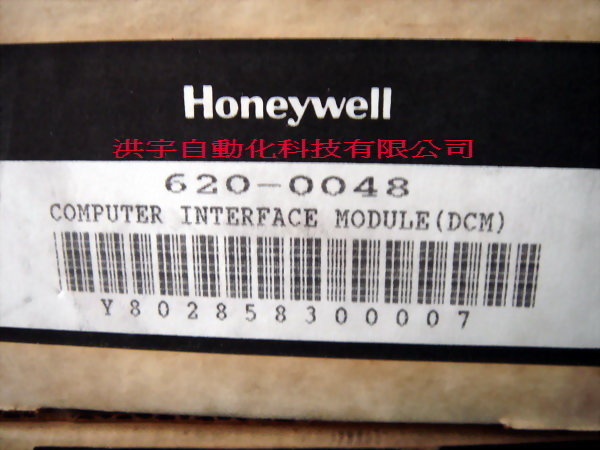 Honeywell
洪宇自動化科技有限公司
620-0048
COMPUTER INTERFACE MODULE(DCM)
Y802858300007